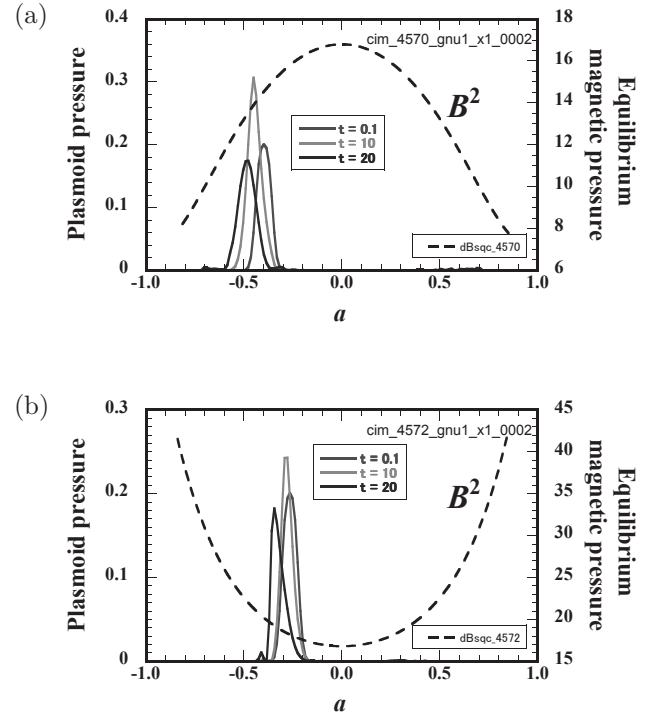 (a)
cim_4570_gnu1_x1_0002
Plasmoid pressure
0.4
0.3
0.2
0.1
0
B²
t = 0.1
t = 10
t = 20
dBsqc_4570
18
16
14
12
10
8
6
Equilibrium
magnetic pressure
-1.0
-0.5
0.0
0.5
1.0
a
(b)
cim_4572_gnu1_x1_0002
Plasmoid pressure
0.3
0.2
0.1
0
B²
t = 0.1
t = 10
t = 20
dBsqc_4572
45
40
35
30
25
20
15
Equilibrium
magnetic pressure
-1.0
-0.5
0.0
0.5
1.0
a